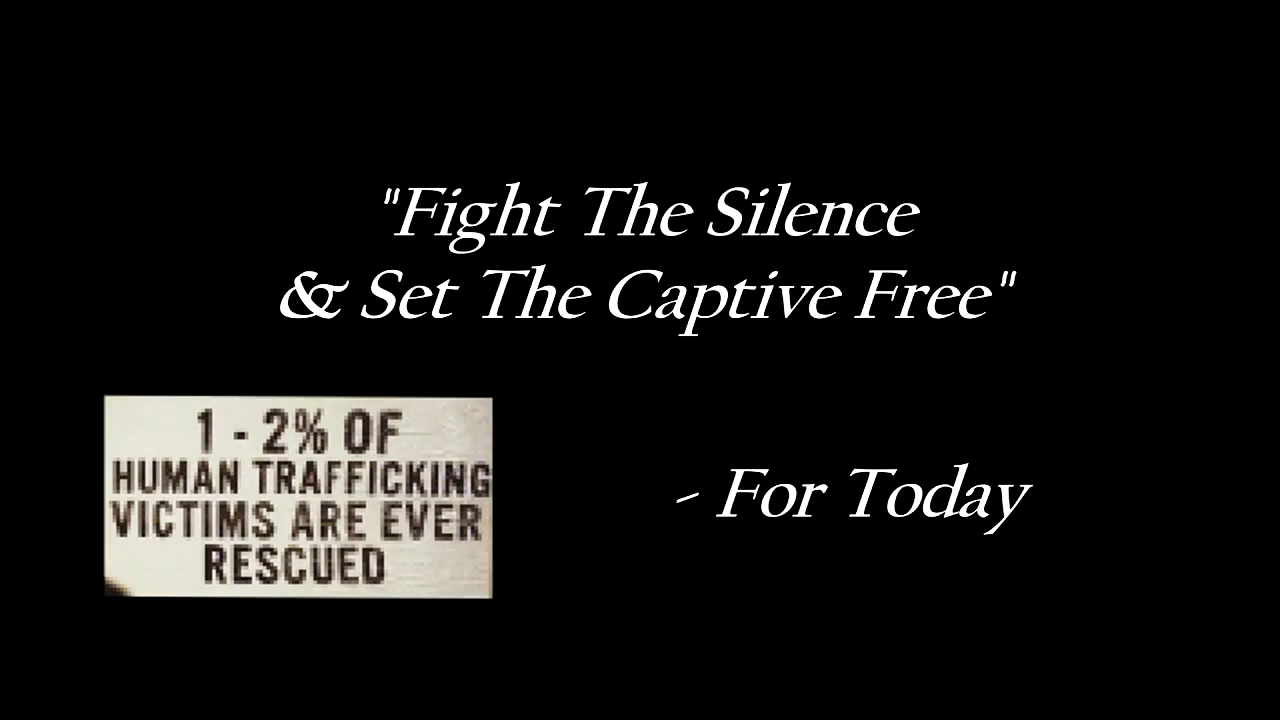 "Fight The Silence
& Set The Captive Free"
1 - 2% OF
HUMAN TRAFFICKING
VICTIMS ARE EVER
RESCUED
- For Today